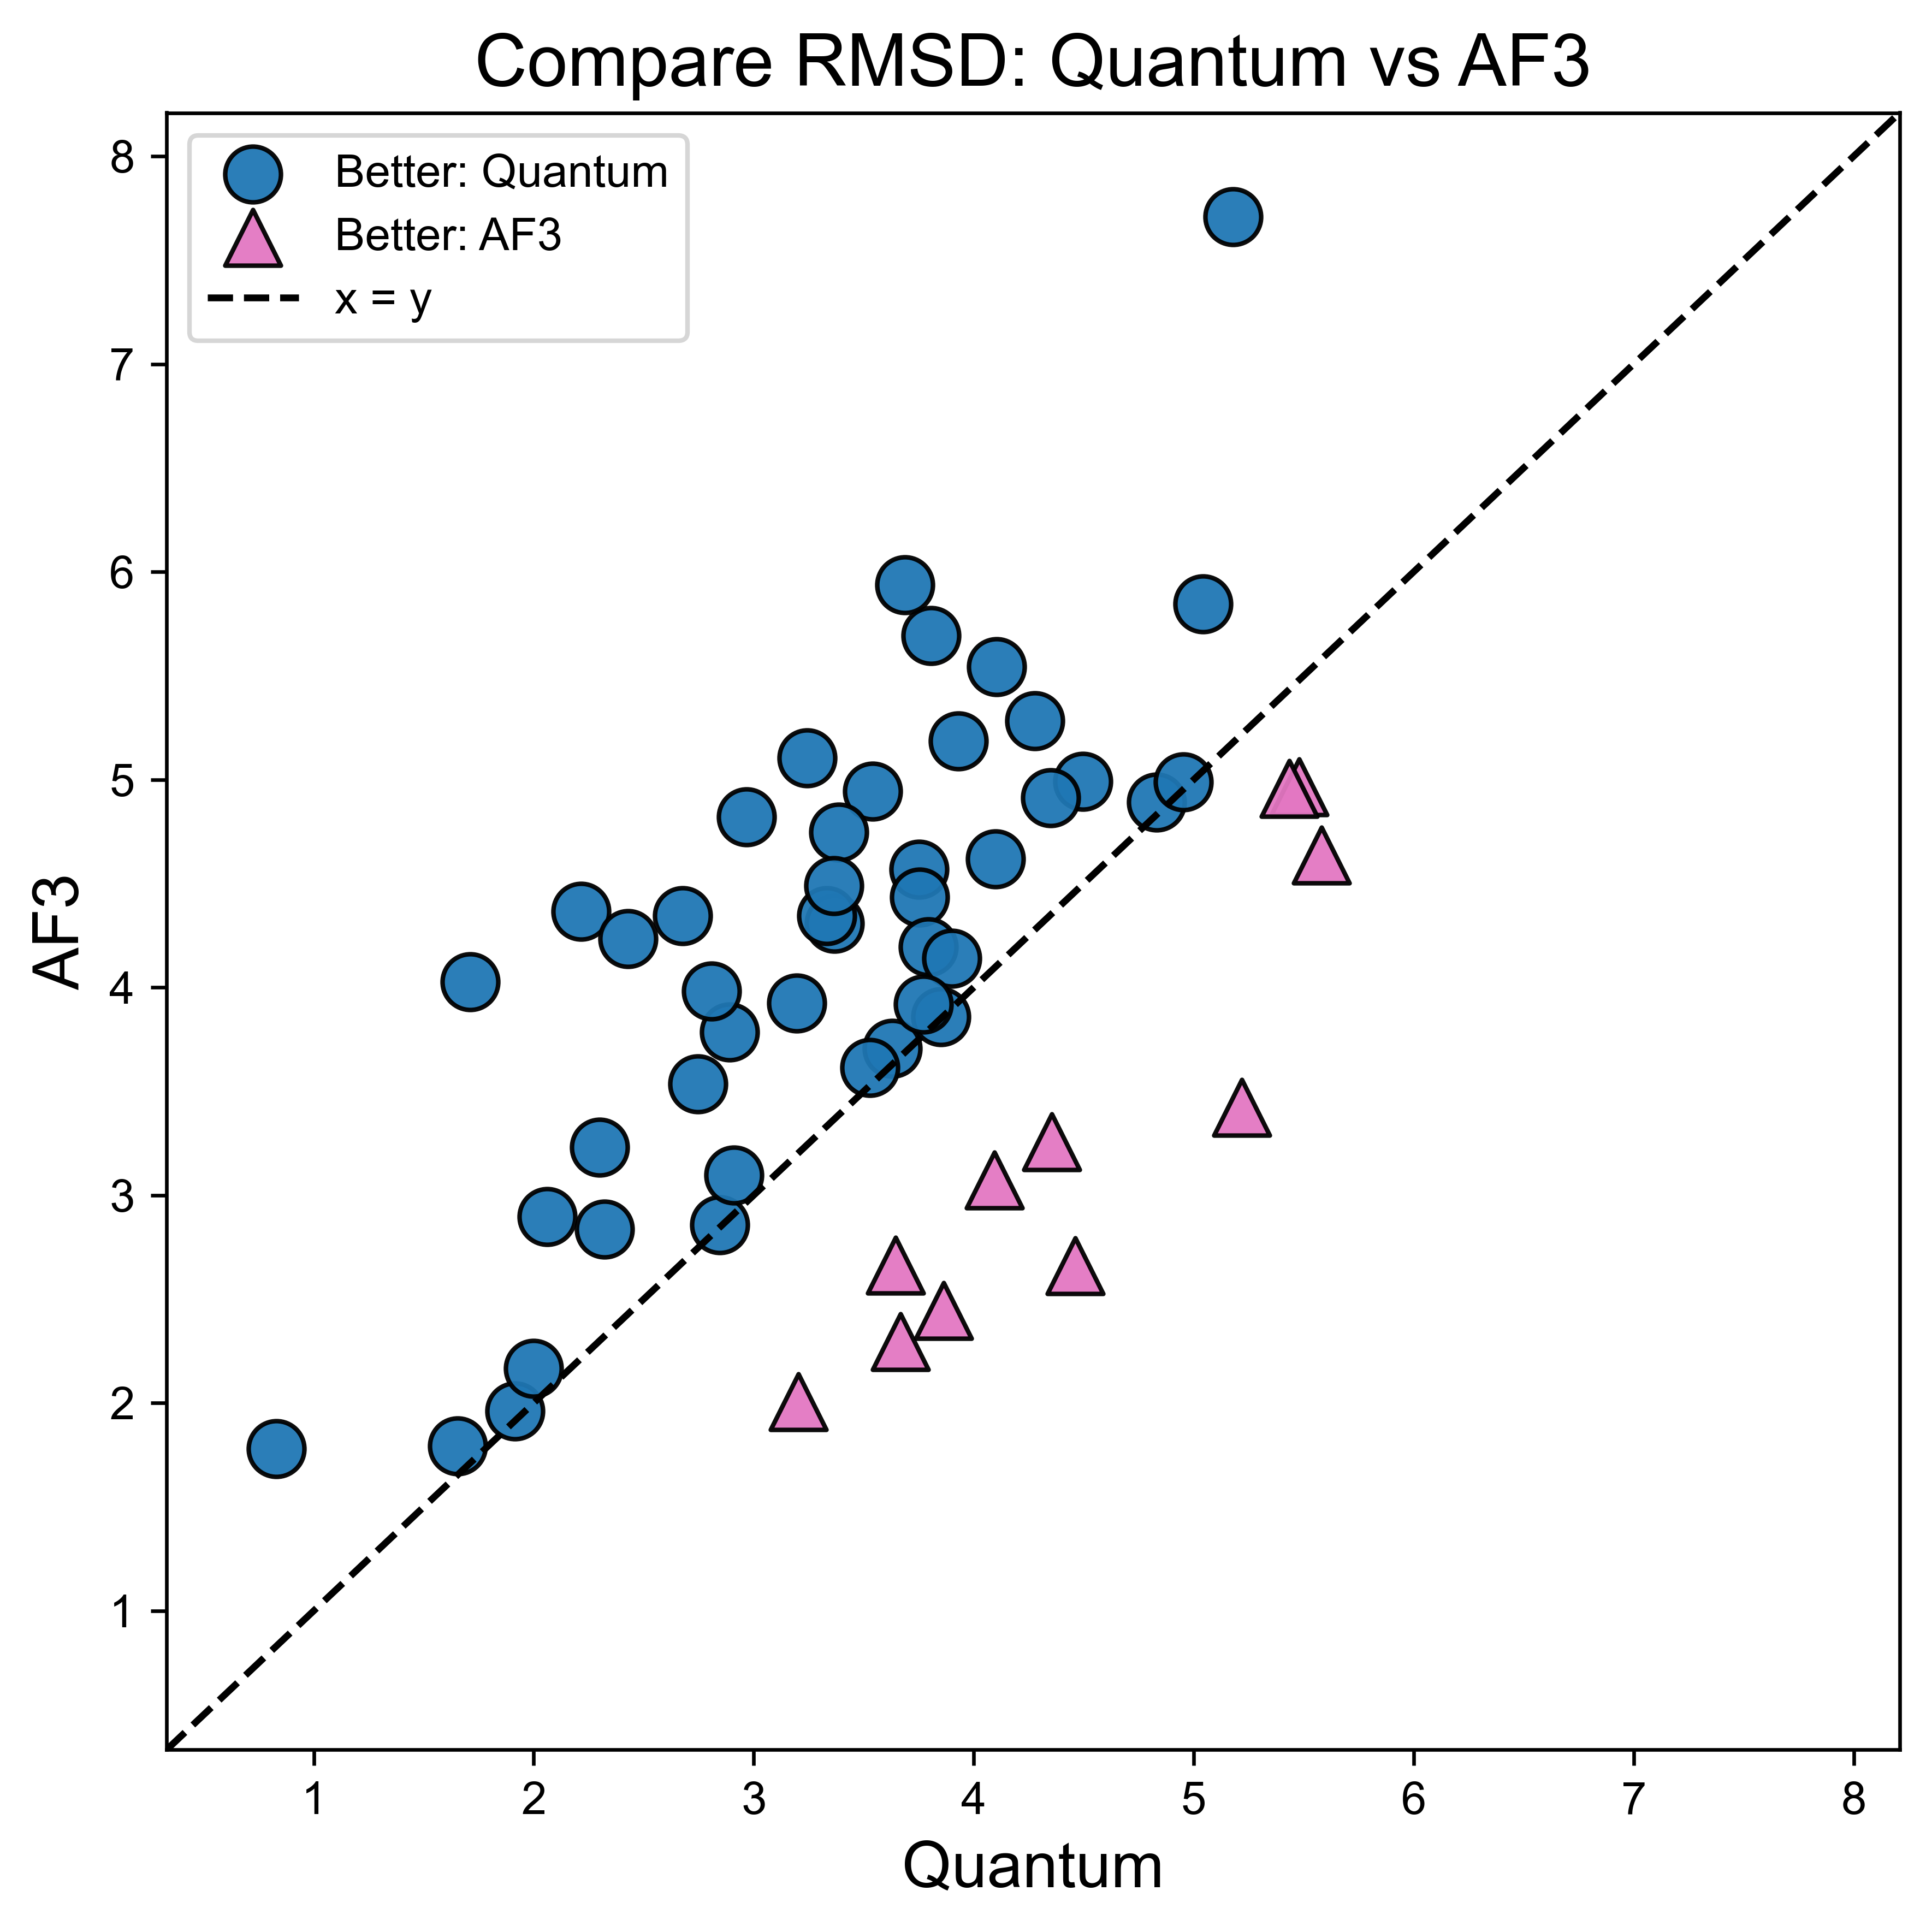 Compare RMSD: Quantum vs AF3
Better: Quantum
Better: AF3
x = y
8
7
6
5
4
3
2
1
AF3
1 2 3 4 5 6 7 8
Quantum